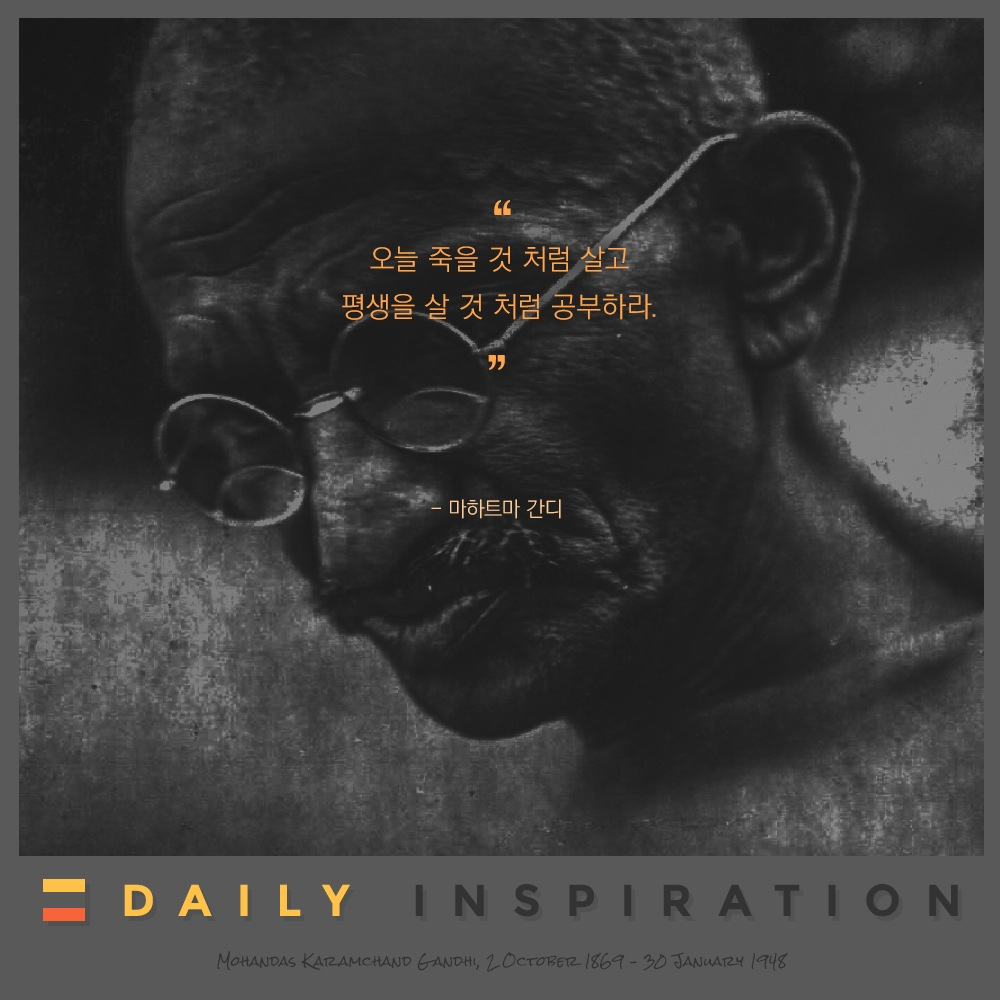 “
오늘 죽을 것 처럼 살고
평생을 살 것 처럼 공부하라.
”
– 마하트마 간디
DAILY INSPIRATION
Mohandas Karamchand Gandhi, 2 October 1869 - 30 January 1948